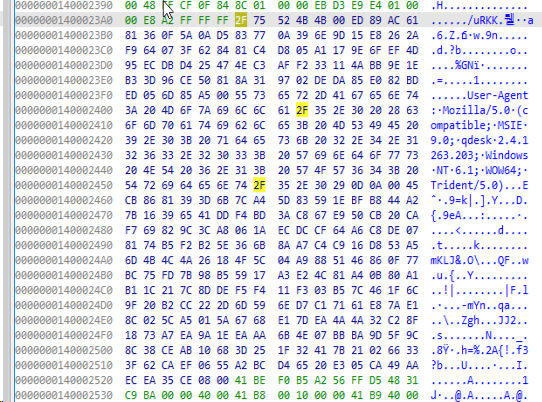 0000000140002390 00 48 CF 0F 84 8C 01 00 00 EB D3 E9 E4 01 00 .H..............
00000001400023A0 00 E8 FF FF FF 2F 75 52 4B 4B 00 ED 89 AC 61
00000001400023B0 81 36 0F 5A 0A D5 833 77 0A 39 6E 9D 15 E8 26 2A
00000001400023C0 F9 64 07 3F 62 84 81 C4 D8 05 A1 17 9E 6F EF 4D
00000001400023D0 95 EC DB D4 25 47 4E C3 AF F2 33 11 4A BB 9E 1E
00000001400023E0 B3 3D 96 CE 50 81 8A 31 97 02 DE DA 85 E0 82 BD .=.....1........
00000001400023F0 ED 05 6D 85 A5 00 55 73 65 72 2D 41 67 65 6E 74 ......User-Agent
0000000140002400 3A 20 4D 6F 7A 69 6C 6C 61 2F 35 2E 30 20 28 63 :·Mozilla/5.0·(c
0000000140002410 6F 6D 70 61 74 69 62 6C 65 3B 20 4D 53 49 45 20 ompatible;·MSIE·
0000000140002420 39 2E 30 3B 20 71 64 65 73 6B 20 32 2E 34 2E 31 9.0;·qdesk·2.4.1
0000000140002430 32 36 33 2E 32 30 33 3B 20 57 69 6E 64 6F 77 73 263.203;·Windows
0000000140002440 20 4E 54 20 36 2E 31 3B 20 57 4F 57 36 34 3B 20 ·NT·6.1;·WOW64;·
0000000140002450 54 72 69 64 65 6E 74 2F 35 2E 30 29 0D 0A 00 45 Trident/5.0)...E
0000000140002460 CB 86 81 39 3D 6B 7C A4 5D 83 59 1E BF B8 44 A2
0000000140002470 7B 16 39 65 41 DD F4 BD 3A C8 67 E9 50 CB 20 CA
0000000140002480 F7 69 82 9C 3C A8 06 1A EC DC CF 64 A6 C8 DE 07
0000000140002490 81 74 B5 F2 B2 5E 36 6B 8A A7 C4 C9 16 D8 53 A5
00000001400024A0 6D 4B 4C 4A 26 18 4F 5C 04 A9 88 51 46 86 0F 77 mKLJ&.O\...QF..w
00000001400024B0 BC 75 FD 7B 98 B5 59 17 A3 E2 4C 81 A4 0B 80 A1
00000001400024C0 B1 1C 21 7C 8D DE F5 F4 11 F3 03 B5 7C 46 1F 6C
00000001400024D0 9F 20 B2 CC 22 2D 6D 59 6E D7 C1 71 61 E8 7A E1
00000001400024E0 8C 02 5C A5 01 5A 67 68 E1 7D EA 4A 4A 32 C2 8F
00000001400024F0 18 73 A7 EA 9A 1E EA AA 6B 4E 07 BB BA 9D 5F 9C
0000000140002500 8C 38 CE AB 10 68 3D 25 1F 32 41 7B 21 02 66 33
0000000140002510 3F 62 CA EF 06 55 A2 BC D4 65 20 E3 05 CA 49 AA
0000000140002520 EC EA 35 CE 08 00 41 BE F0 B5 A2 56 FF D5 48 31
0000000140002530 C9 BA 00 00 40 00 41 B8 00 10 00 00 41 B9 40 00